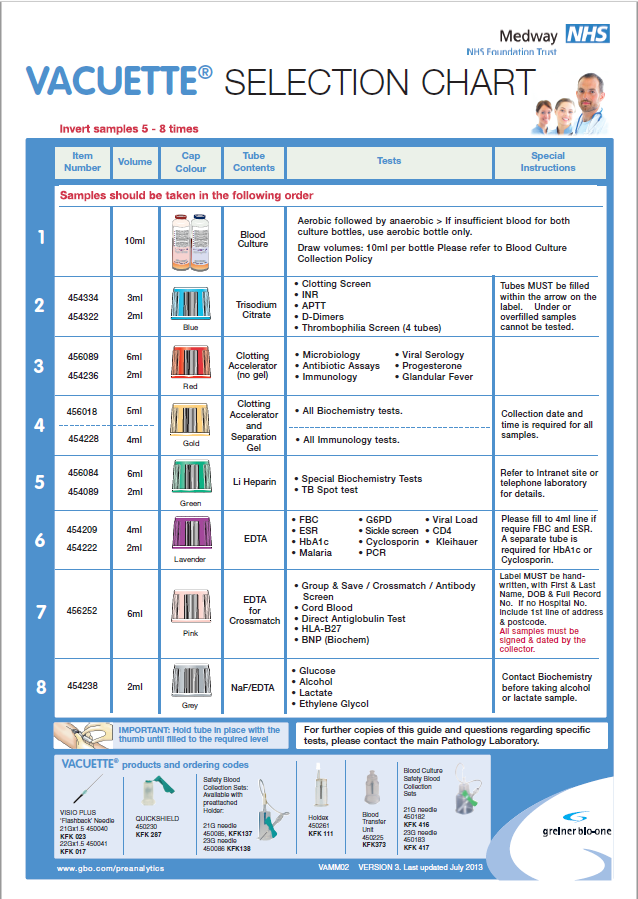 Medway NHS
NHS Foundation Trust
VACUETTE® SELECTION CHART
Invert samples 5 - 8 times
Item Number
Volume
Cap Colour
Tube Contents
Tests
Special Instructions
Samples should be taken in the following order
1
10ml
Blood
Culture
Aerobic followed by anaerobic > If insufficient blood for both
culture bottles, use aerobic bottle only.
Draw volumes: 10ml per bottle Please refer to Blood Culture
Collection Policy
2
454334
454322
3ml
2ml
Blue
Trisodium
Citrate
• Clotting Screen
• INR
• APTT
• D-Dimers
• Thrombophilia Screen (4 tubes)
Tubes MUST be filled
within the arrow on the
label. Under or
overfilled samples
cannot be tested.
3
456089
454236
6ml
2ml
Red
Clotting
Accelerator
(no gel)
• Microbiology
• Antibiotic Assays
• Immunology
• Viral Serology
• Progesterone
• Glandular Fever
4
456018
454228
5ml
4ml
Gold
Clotting
Accelerator
and
Separation
Gel
• All Biochemistry tests.
• All Immunology tests.
Collection date and
time is required for all
samples.
5
456084
454089
6ml
2ml
Green
Li Heparin
• Special Biochemistry Tests
• TB Spot test
Refer to Intranet site or
telephone laboratory
for details.
6
454209
454222
4ml
2ml
Lavender
EDTA
• FBC
• ESR
• HbA1c
• Malaria
• G6PD
• Sickle screen
• Cyclosporin
• PCR
• Viral Load
• CD4
• Kleihauer
Please fill to 4ml line if
require FBC and ESR.
A separate tube is
required for HbA1c or
Cyclosporin.
7
456252
6ml
Pink
EDTA
for
Crossmatch
• Group & Save / Crossmatch / Antibody
Screen
• Cord Blood
• Direct Antiglobulin Test
• HLA-B27
• BNP (Biochem)
Label MUST be hand-
written, with First & Last
Name, DOB & Full Record
No. If no Hospital No.
Include 1st line of address
& postcode.
All samples must be
signed & dated by the
collector.
8
454238
2ml
Grey
NaF/EDTA
• Glucose
• Alcohol
• Lactate
• Ethylene Glycol
Contact Biochemistry
before taking alcohol
or lactate sample.
IMPORTANT: Hold tube in place with the
thumb until filled to the required level
For further copies of this guide and questions regarding specific
tests, please contact the main Pathology Laboratory.
VACUETTE® products and ordering codes
VISIO PLUS
'Flashback' Needle
21Gx1.5 450040
KFK 023
22Gx1.5 450041
KFK 017
QUICKSHIELD
450230
KFK 287
Safety Blood
Collection Sets:
Available with
preattached
Holder:
21G needle
450085, KFK137
23G needle
450086 KFK138
Holdex
450261
KFK 111
Blood
Transfer
Unit
450225
KFK373
Blood Culture
Safety Blood
Collection
Sets
21G needle
450182
KFK 416
23G needle
450183
KFK 417
greiner bio-one
www.gbo.com/preanalytics
VAMM02 VERSION 3. Last updated July 2013